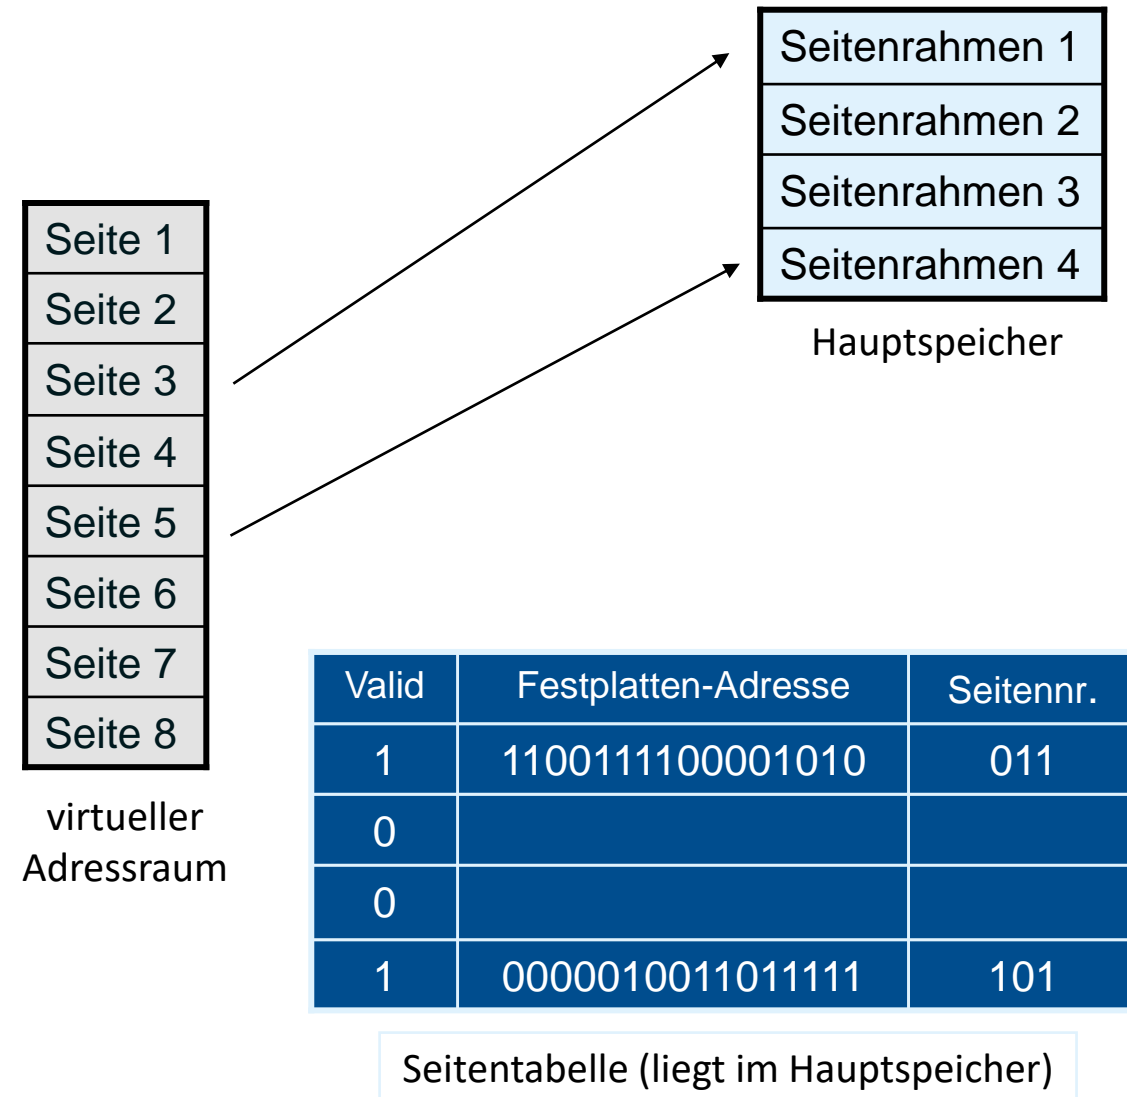 Seitenrahmen 1
Seitenrahmen 2
Seitenrahmen 3
Seitenrahmen 4
Hauptspeicher
Seite 1
Seite 2
Seite 3
Seite 4
Seite 5
Seite 6
Seite 7
Seite 8
virtueller
Adressraum
Valid Festplatten-Adresse Seitennr.
1 1100111100001010 011
0
0
1 0000010011011111 101
Seitentabelle (liegt im Hauptspeicher)